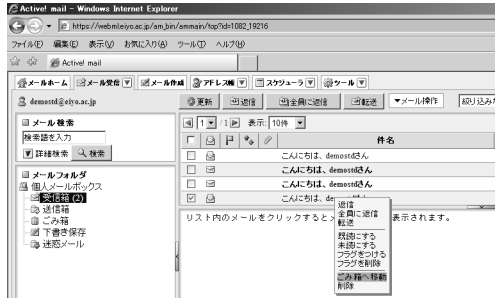 Active! mail - Windows Internet Explorer
https://webmleiyo.ac.jp/am_bin/ammain/top?id=1082_19216
ファイル(F) 編集(E) 表示(V) お気に入り(A) ツール(T) ヘルプ(H)
Active! mail
メールホーム メール受信 メール作成 アドレス帳 スケジューラ ツール
demostd@eiyo.ac.jp
更新 返信 全員に返信 転送 ▼メール操作 絞り込み
メール検索
検索語を入力
▼詳細検索 検索
1 / 1 表示: 10件
件名
こんにちは、demostdさん
こんにちは、demostdさん
こんにちは、demostdさん
こんにちは、
メールフォルダ
個人メールボックス
受信箱 (2)
送信箱
ごみ箱
下書き保存
迷惑メール
リスト内のメールをクリックすると
表示されます。
返信
全員に返信
転送
既読にする
未読にする
フラグをつける
フラグを削除
ごみ箱へ移動
削除